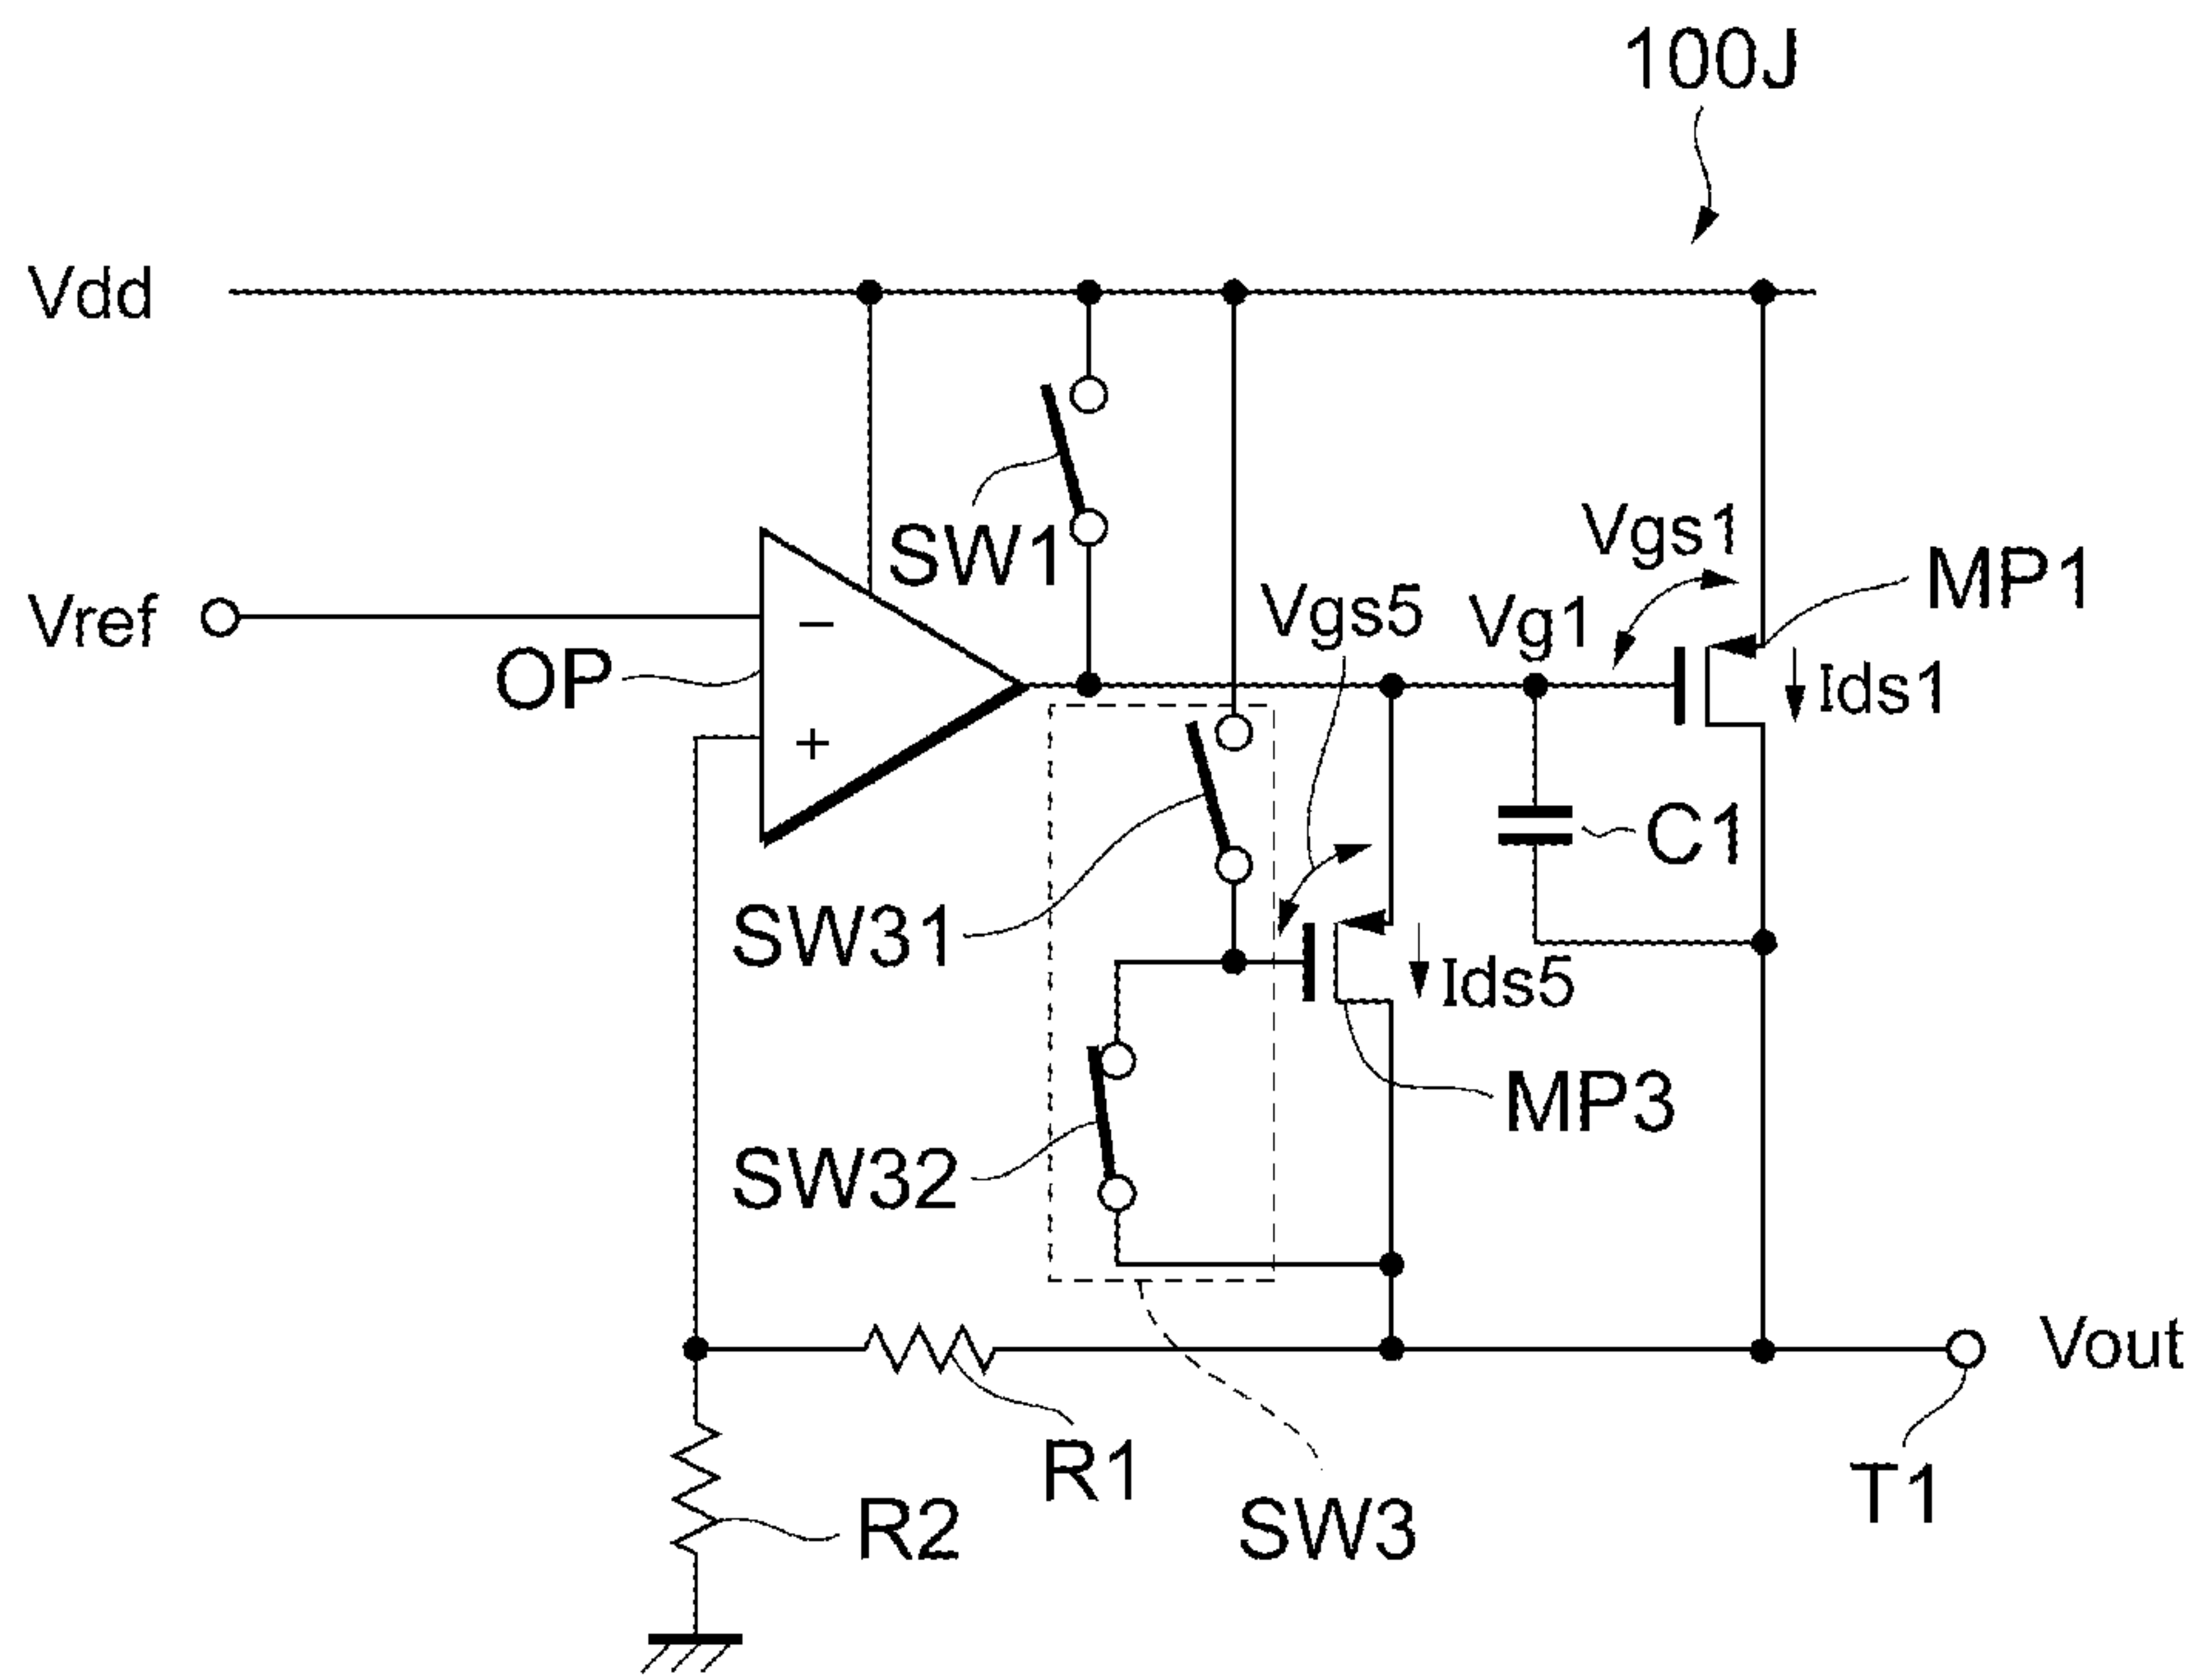 100J
Vdd
SW1
Vgs1
MP1
Vref
Vgs5
Vg1
OP
−
+
Ids1
C1
SW31
Ids5
MP3
SW32
Vout
R1
T1
R2
SW3